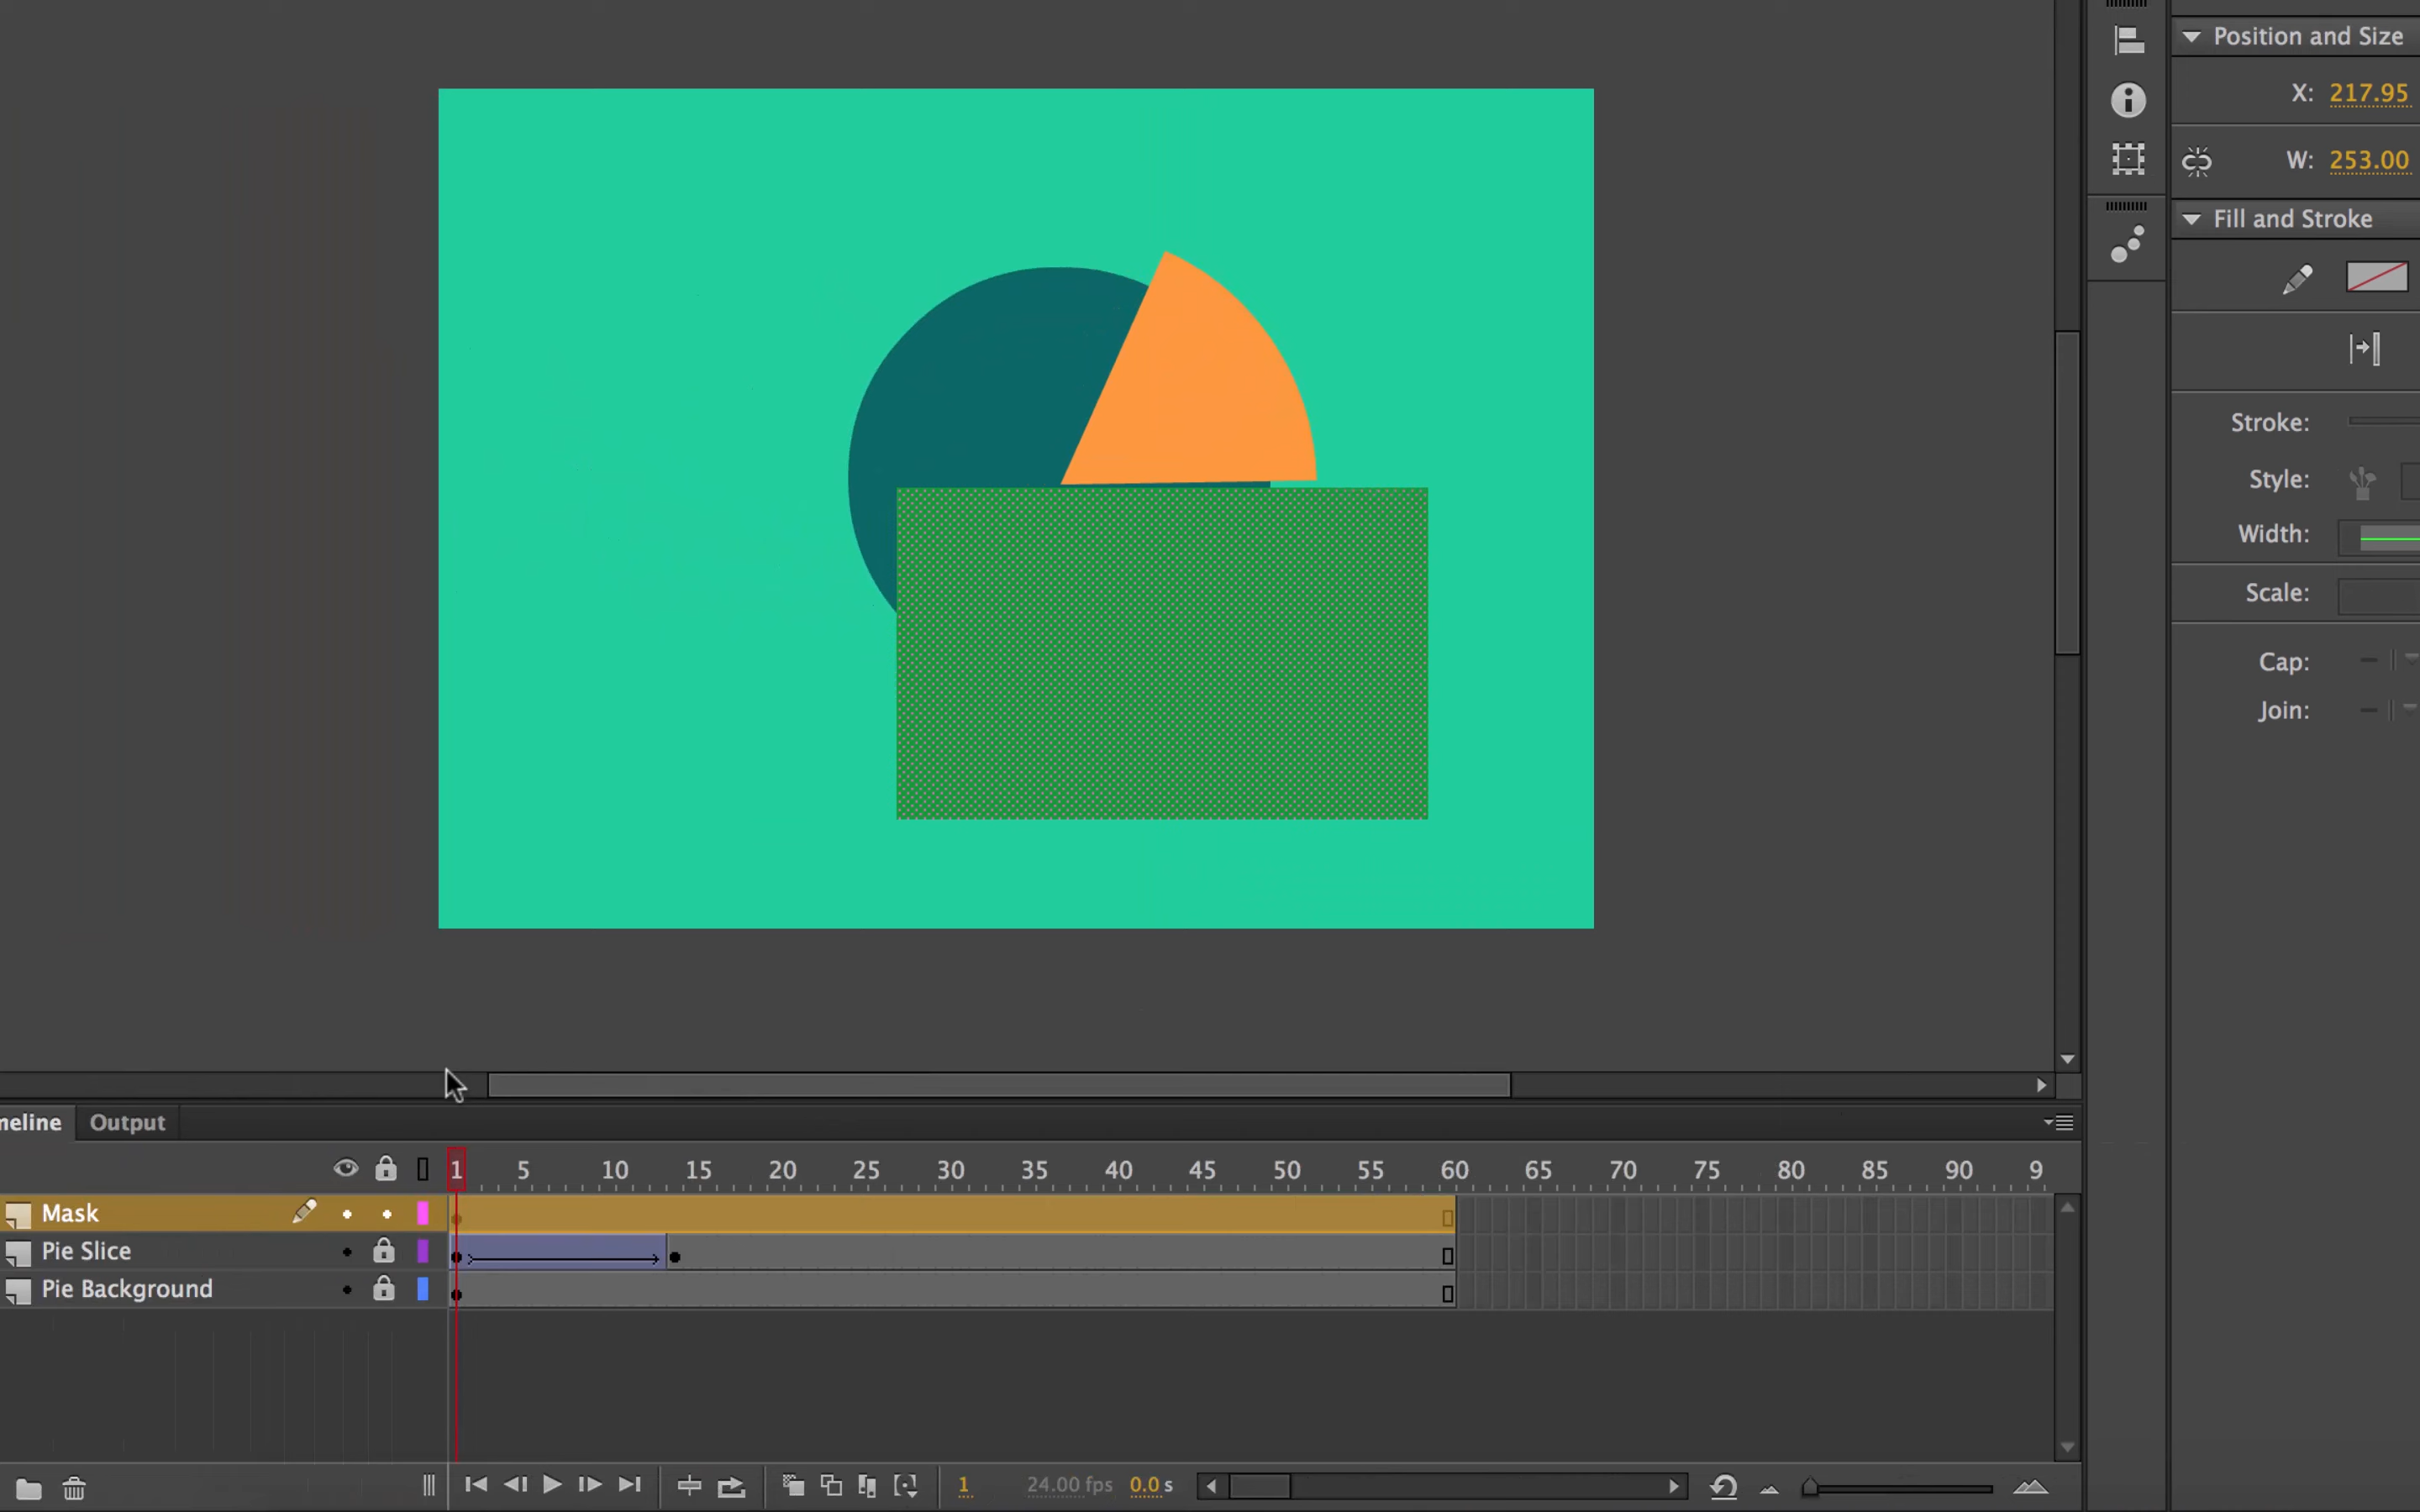 Position and Size
X: 217.95
W: 253.00
Fill and Stroke
Stroke:
Style:
Width:
Scale:
Cap:
Join:
meline Output
1 5 10 15 20 25 30 35 40 45 50 55 60 65 70 75 80 85 90 9
Mask
Pie Slice
Pie Background
1 24.00 fps 0.0 s